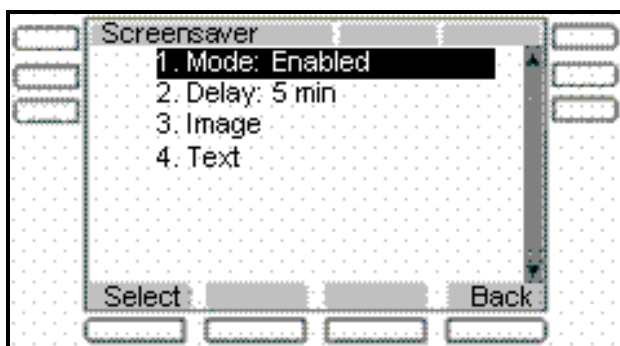 Screensaver
1. Mode: Enabled
2. Delay: 5 min
3. Image
4. Text
Select Back